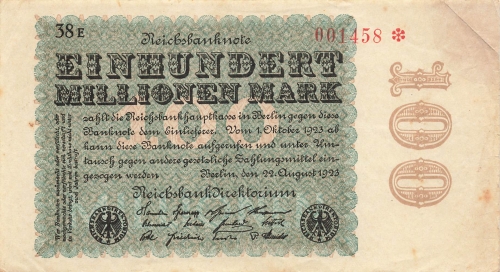 38 E
Reichsbanknote
001458 *
EINHUNDERT
MILLIONEN MARK
zahlt die Reichsbankhauptkasse in Berlin gegen diese
Banknote dem Einlieferer. Vom 1. Oktober 1923 ab
kann diese Banknote aufgerufen und unter Um-
tausch gegen andere gesetzliche Zahlungsmittel ein-
gezogen werden
Berlin, den 22. August 1923
Reichsbankdirektorium
100